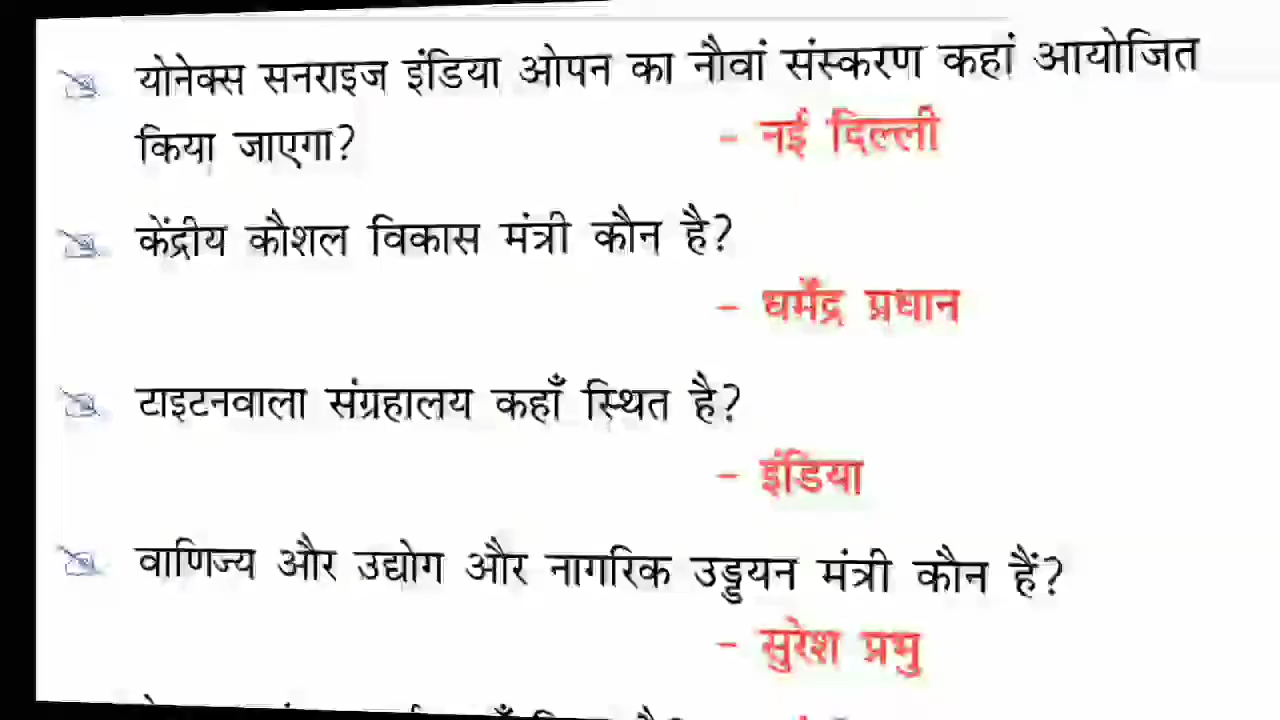 योनेक्स सनराइज इंडिया ओपन का नौवां संस्करण कहां आयोजित
किया जाएगा? - नई दिल्ली
केंद्रीय कौशल विकास मंत्री कौन है?
- धर्मेंद्र प्रधान
टाइटनवाला संग्रहालय कहाँ स्थित है?
- इंडिया
वाणिज्य और उद्योग और नागरिक उड्डयन मंत्री कौन हैं?
- सुरेश प्रभु